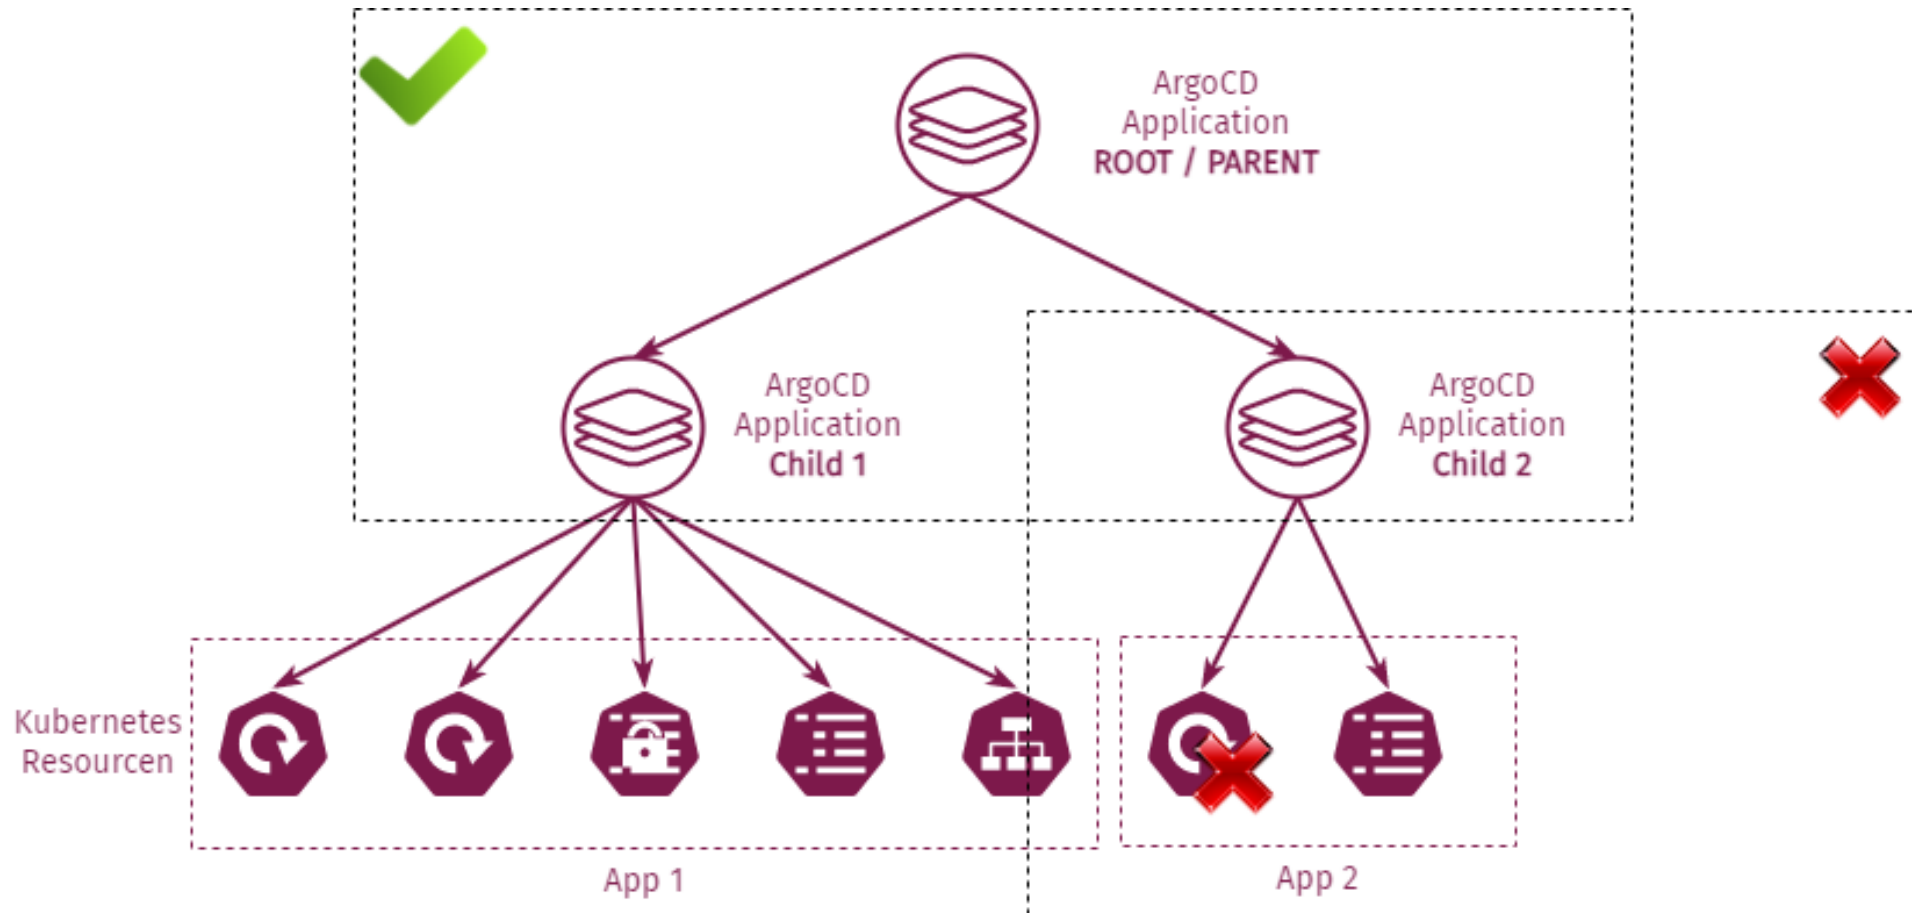 ArgoCD
Application
ROOT / PARENT
ArgoCD
Application
Child 1
ArgoCD
Application
Child 2
Kubernetes
Resourcen
App 1
App 2